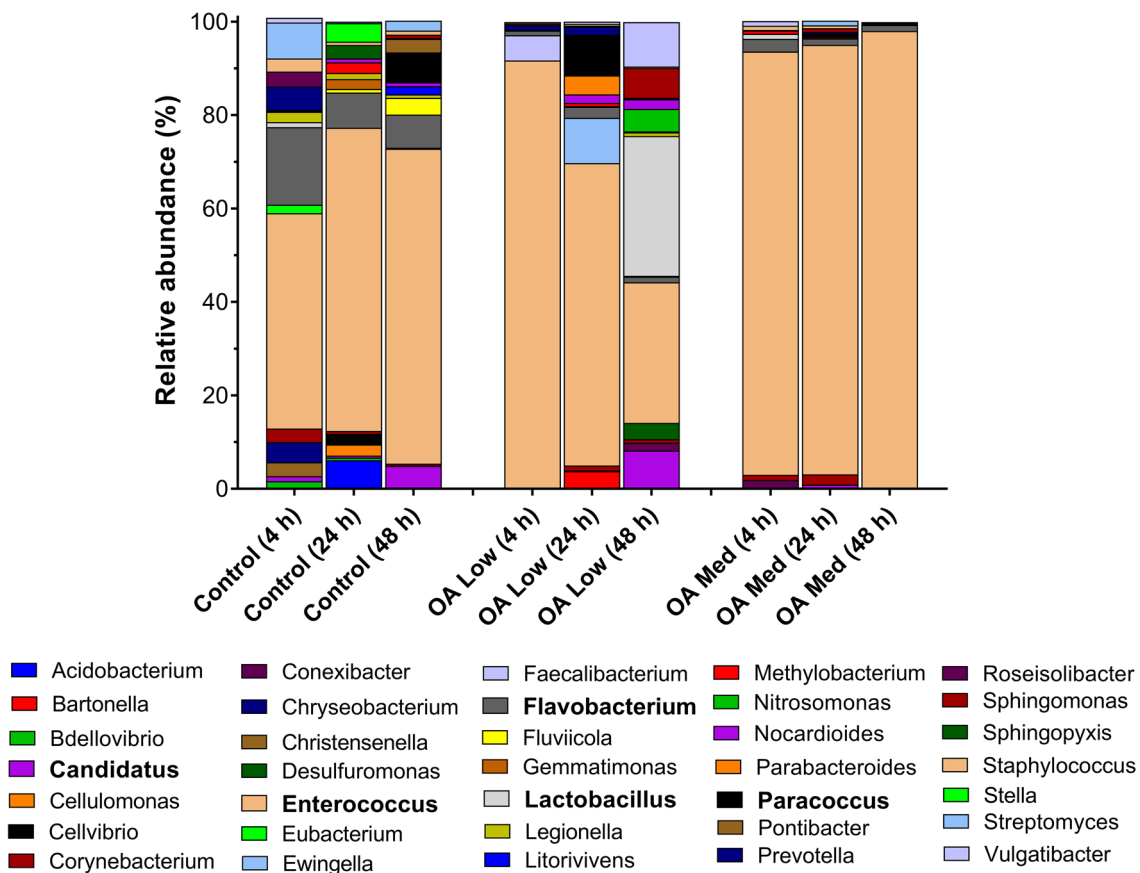 Relative abundance (%)
100
80
60
40
20
0
Control (4 h)
Control (24 h)
Control (48 h)
OA Low (4 h)
OA Low (24 h)
OA Low (48 h)
OA Med (4 h)
OA Med (24 h)
OA Med (48 h)
Acidobacterium
Bartonella
Bdellovibrio
Candidatus
Cellulomonas
Cellvibrio
Corynebacterium
Conexibacter
Chryseobacterium
Christensenella
Desulfuromonas
Enterococcus
Eubacterium
Ewingella
Faecalibacterium
Flavobacterium
Fluviicola
Gemmatimonas
Lactobacillus
Legionella
Litorivivens
Methylobacterium
Nitrosomonas
Nocardioides
Parabacteroides
Paracoccus
Pontibacter
Prevotella
Roseisolibacter
Sphingomonas
Sphingopyxis
Staphylococcus
Stella
Streptomyces
Vulgatibacter